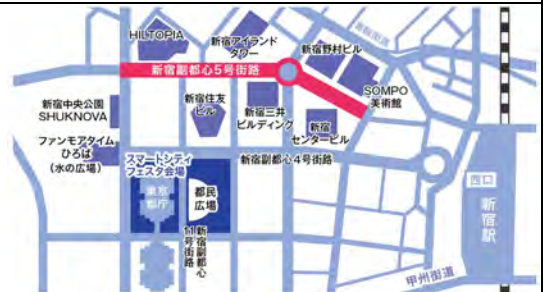 HILTOPIA
新宿アイランド
タワー
新宿野村ビル
青梅街道
新宿副都心5号街路
SOMPO
美術館
新宿中央公園
SHUKNOVA
新宿住友
ビル
新宿三井
ビルディング
新宿
センタービル
ファンモアタイム
ひろば
(水の広場)
スマートシティ
フェスタ会場
新宿副都心4号街路
東京
都庁
都民
広場
新宿副都心
11号街路
西口
新宿駅
甲州街道